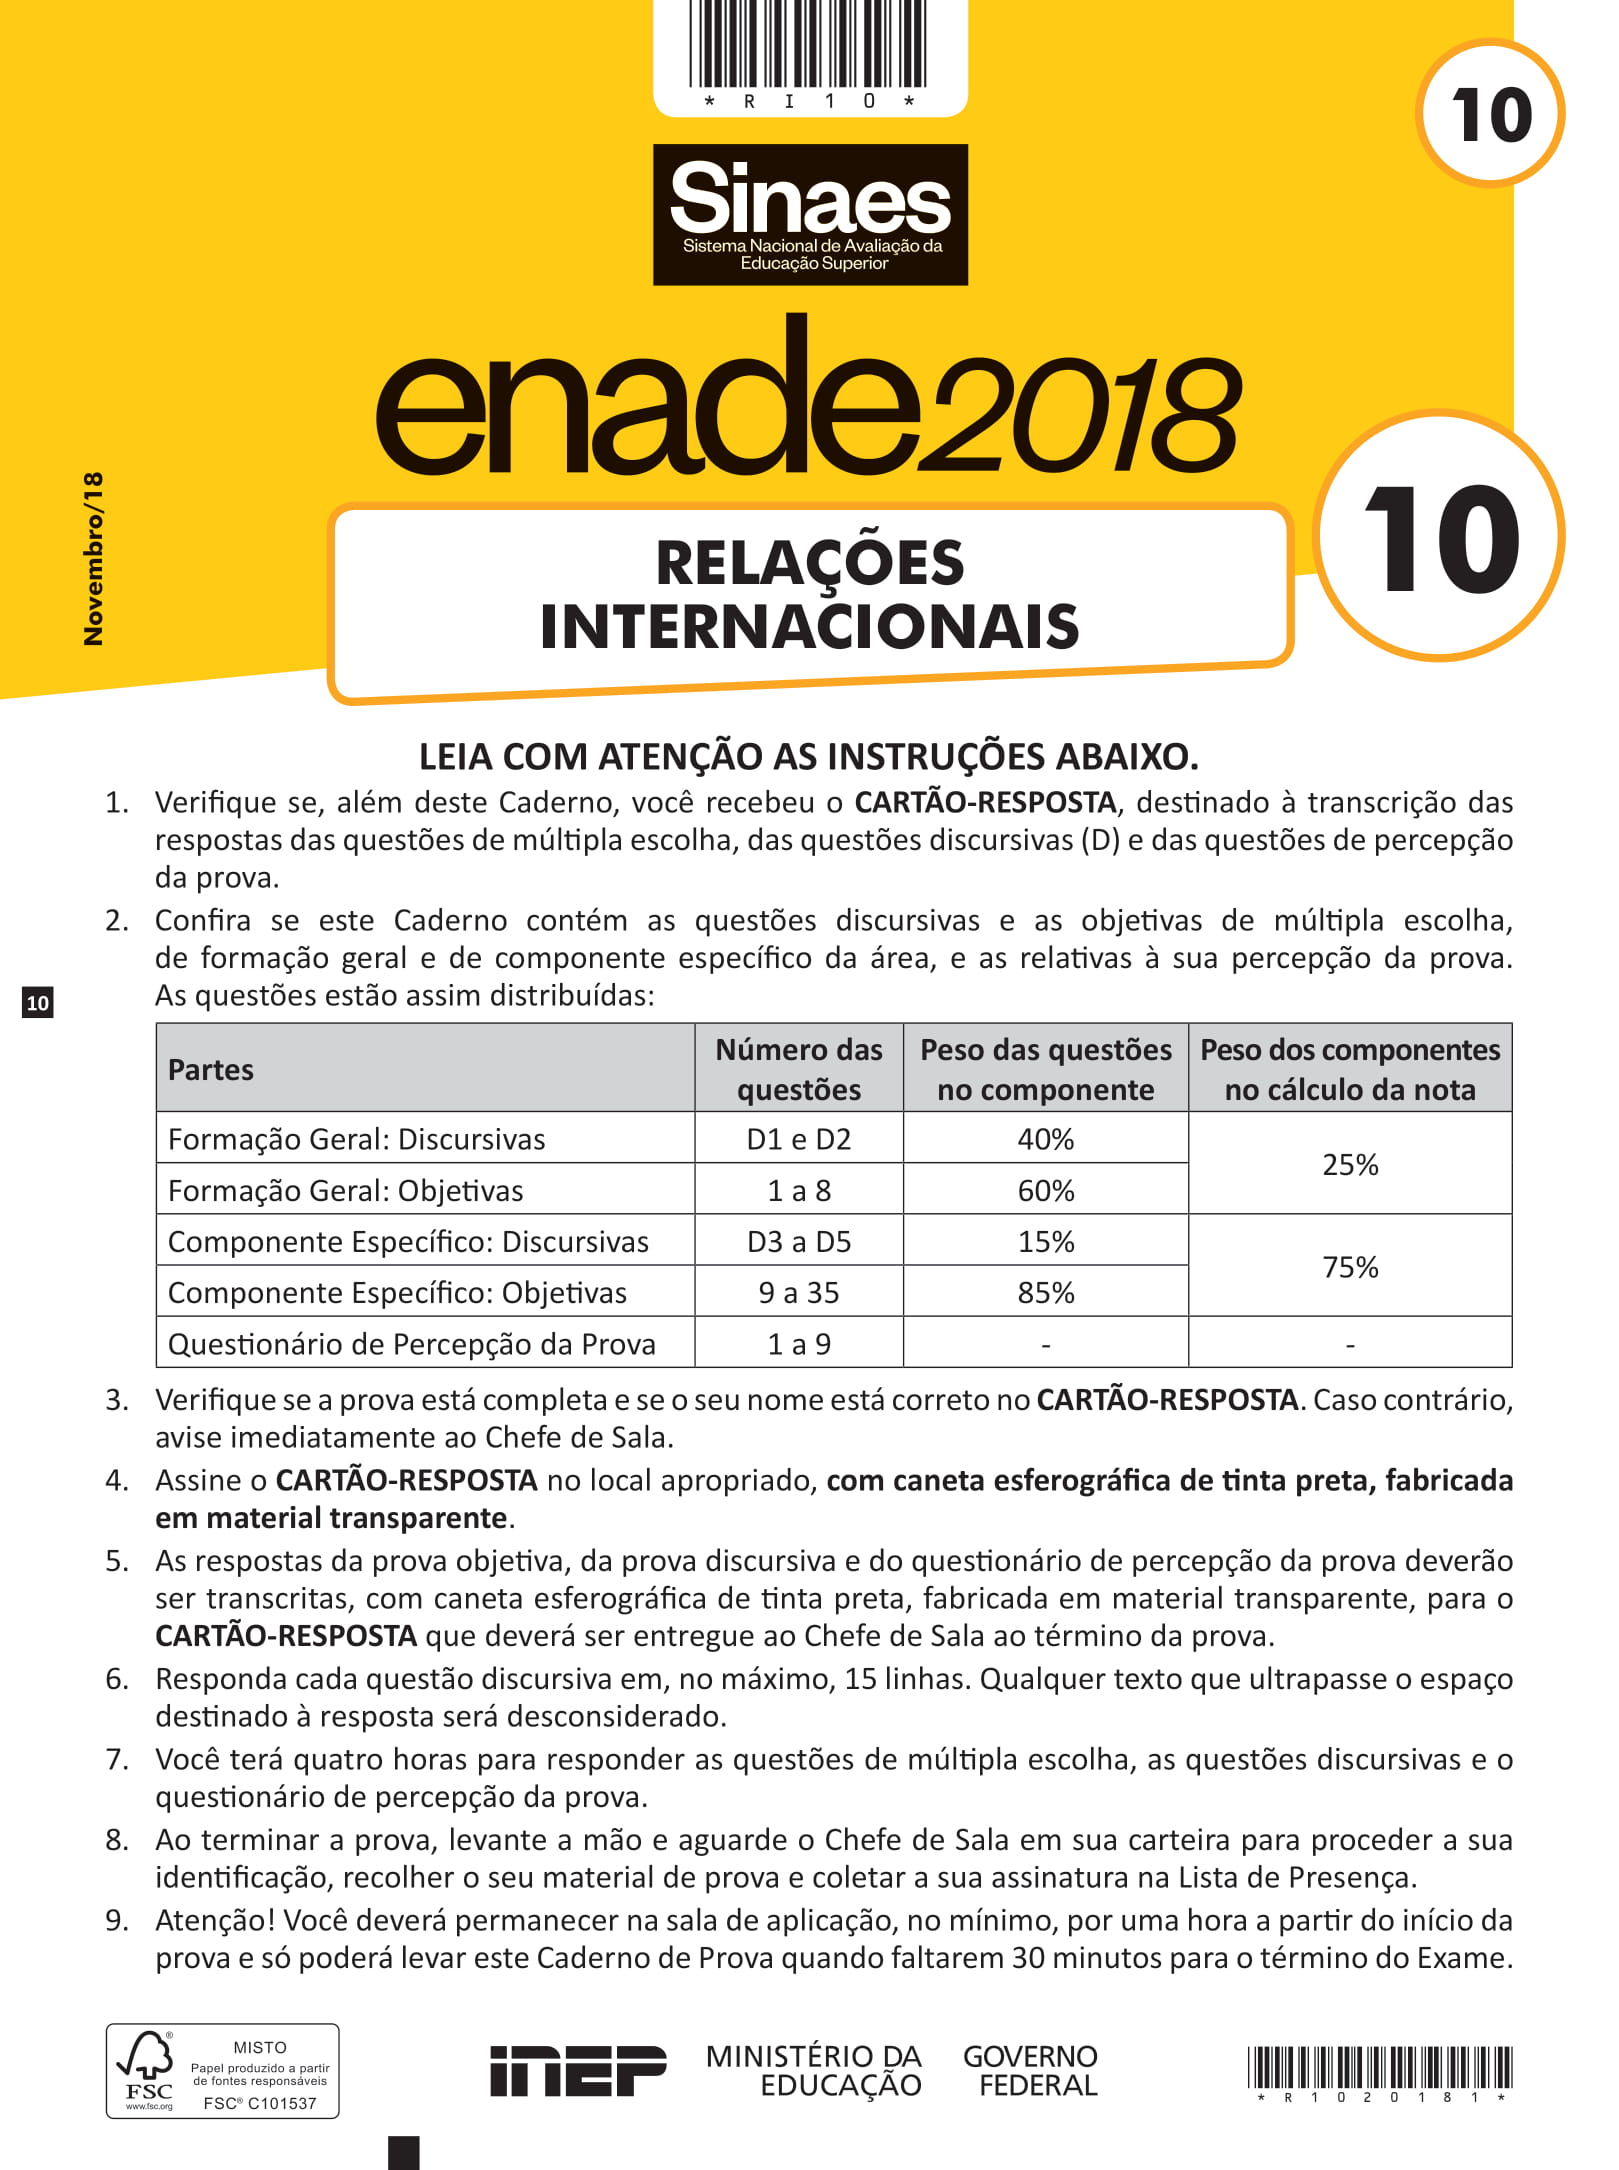 * R I 1 0 *
10
Sinaes
Sistema Nacional de Avaliação da
Educação Superior
enade2018
Novembro/18
RELAÇÕES
INTERNACIONAIS
10
LEIA COM ATENÇÃO AS INSTRUÇÕES ABAIXO.
1. Verifique se, além deste Caderno, você recebeu o CARTÃO-RESPOSTA, destinado à transcrição das
respostas das questões de múltipla escolha, das questões discursivas (D) e das questões de percepção
da prova.
2. Confira se este Caderno contém as questões discursivas e as objetivas de múltipla escolha,
de formação geral e de componente específico da área, e as relativas à sua percepção da prova.
As questões estão assim distribuídas:
10
Partes
Número das
questões
Peso das questões
no componente
Peso dos componentes
no cálculo da nota
Formação Geral: Discursivas D1 e D2 40%
25%
Formação Geral: Objetivas 1 a 8 60%
Componente Específico: Discursivas D3 a D5 15%
75%
Componente Específico: Objetivas 9 a 35 85%
Questionário de Percepção da Prova 1 a 9 - -
3. Verifique se a prova está completa e se o seu nome está correto no CARTÃO-RESPOSTA. Caso contrário,
avise imediatamente ao Chefe de Sala.
4. Assine o CARTÃO-RESPOSTA no local apropriado, com caneta esferográfica de tinta preta, fabricada
em material transparente.
5. As respostas da prova objetiva, da prova discursiva e do questionário de percepção da prova deverão
ser transcritas, com caneta esferográfica de tinta preta, fabricada em material transparente, para o
CARTÃO-RESPOSTA que deverá ser entregue ao Chefe de Sala ao término da prova.
6. Responda cada questão discursiva em, no máximo, 15 linhas. Qualquer texto que ultrapasse o espaço
destinado à resposta será desconsiderado.
7. Você terá quatro horas para responder as questões de múltipla escolha, as questões discursivas e o
questionário de percepção da prova.
8. Ao terminar a prova, levante a mão e aguarde o Chefe de Sala em sua carteira para proceder a sua
identificação, recolher o seu material de prova e coletar a sua assinatura na Lista de Presença.
9. Atenção! Você deverá permanecer na sala de aplicação, no mínimo, por uma hora a partir do início da
prova e só poderá levar este Caderno de Prova quando faltarem 30 minutos para o término do Exame.
®
FSC
www.fsc.org
MISTO
Papel produzido a partir
de fontes responsáveis
FSC® C101537
INEP
MINISTÉRIO DA
EDUCAÇÃO
GOVERNO
FEDERAL
* R 1 0 2 0 1 8 1 *